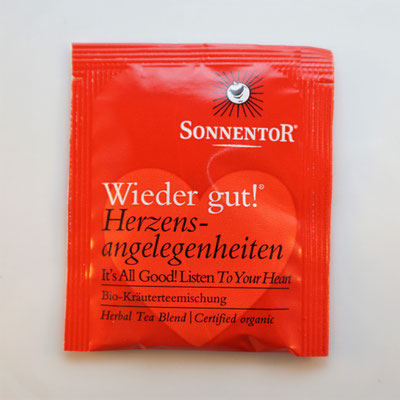 SONNENTOR®
Wieder gut!®
Herzens-
angelegenheiten
It's All Good! Listen To Your Heart
Bio-Kräuterteemischung
Herbal Tea Blend | Certified organic